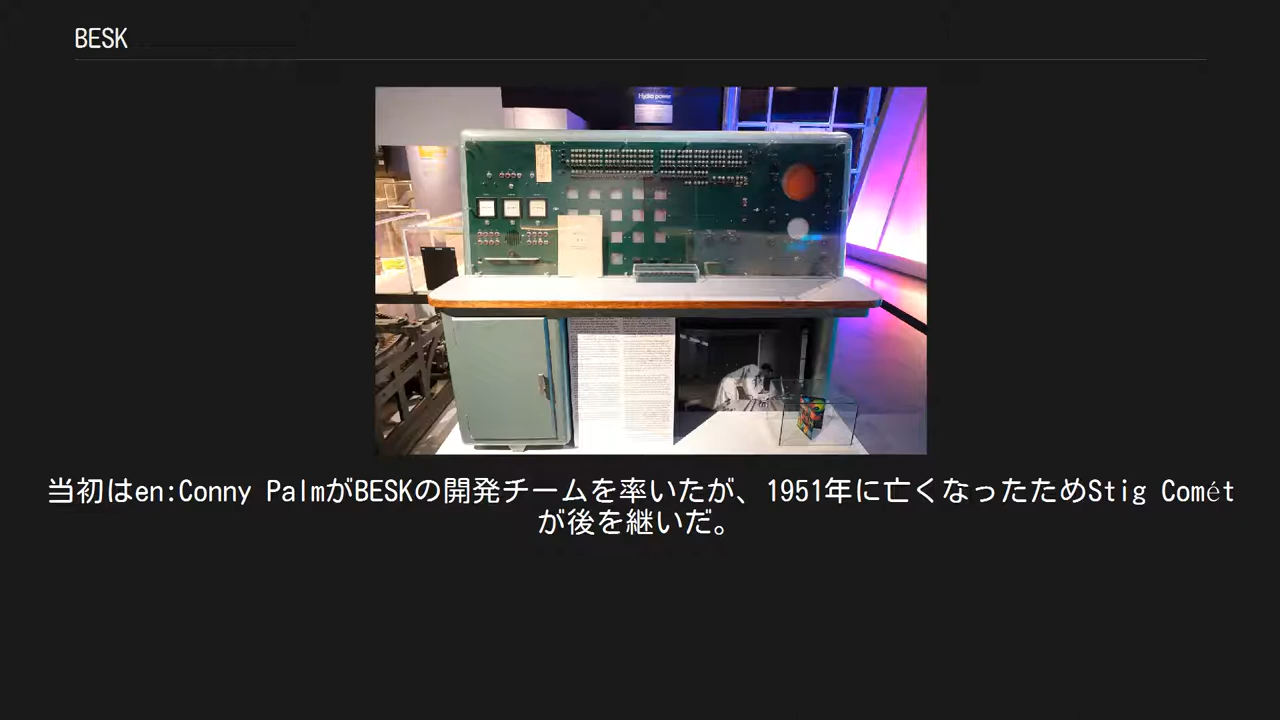 BESK
Hydro power
当初はen:Conny PalmがBESKの開発チームを率いたが、1951年に亡くなったためStig Comét
が後を継いだ。